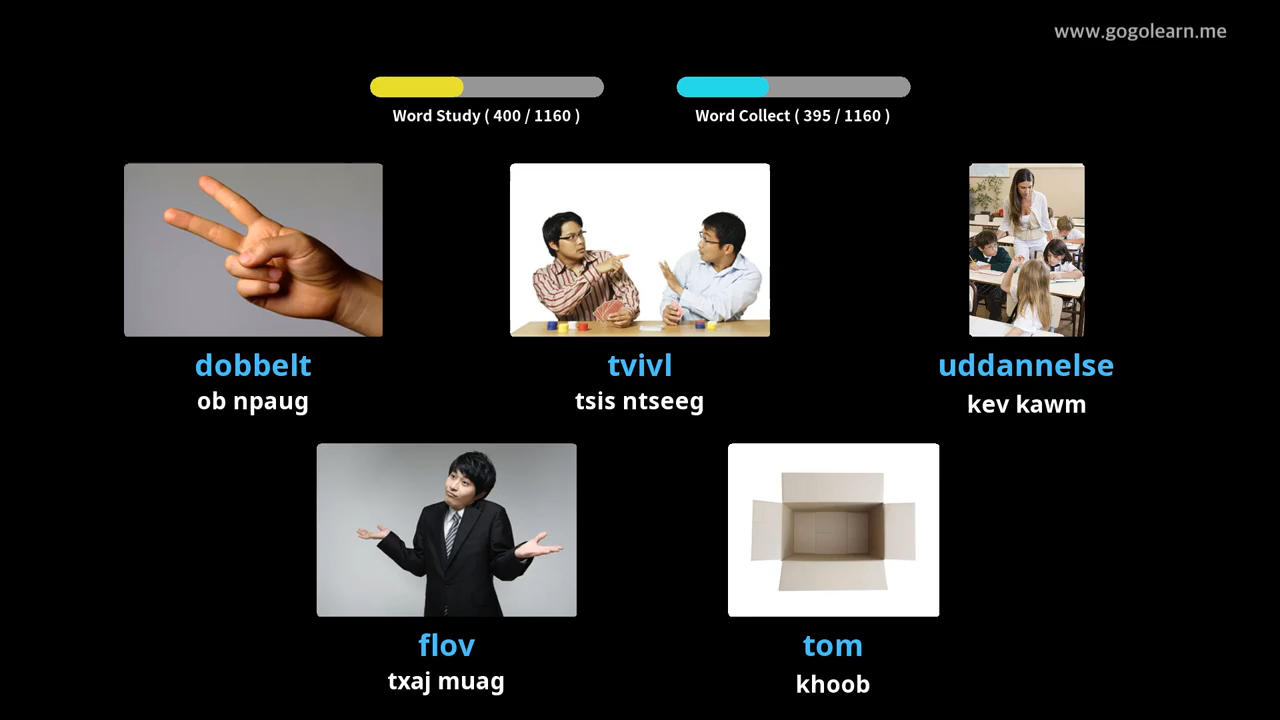 www.gogolearn.me
Word Study ( 400 / 1160 )
Word Collect ( 395 / 1160 )
dobbelt
ob npaug
tvivl
tsis ntseeg
uddannelse
kev kawm
flov
txaj muag
tom
khoob